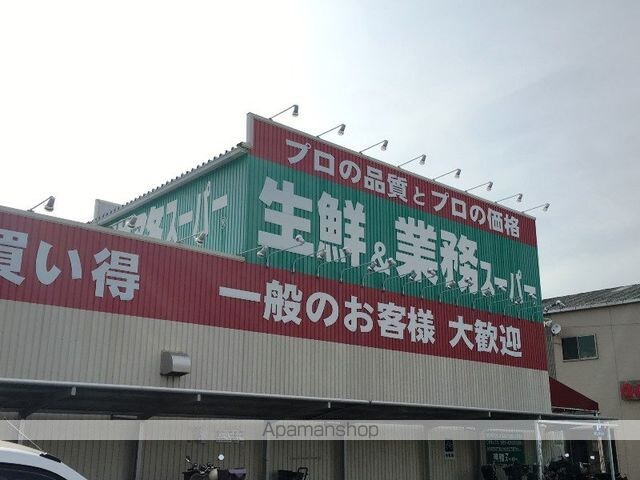 プロの品質とプロの価格
生鮮&業務スーパー
業務スーパー
買い得
一般のお客様 大歓迎
Apamanshop